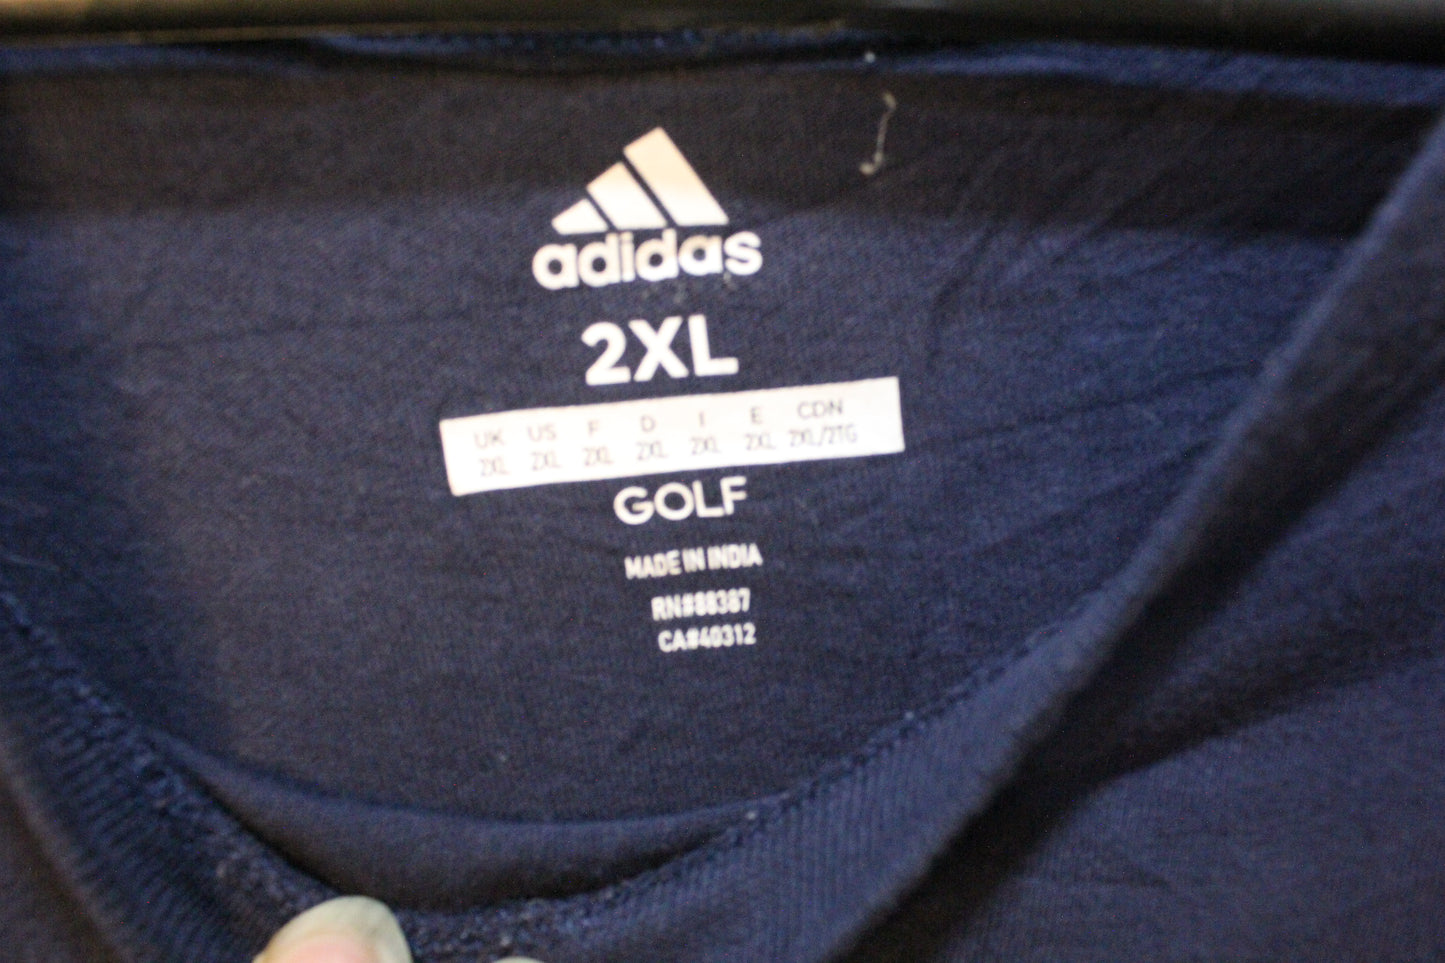 adidas
2XL
UK US F D I E CDN
2XL 2XL 2XL 2XL 2XL 2XL 2XL/2TG
GOLF
MADE IN INDIA
RN#88387
CA#40312